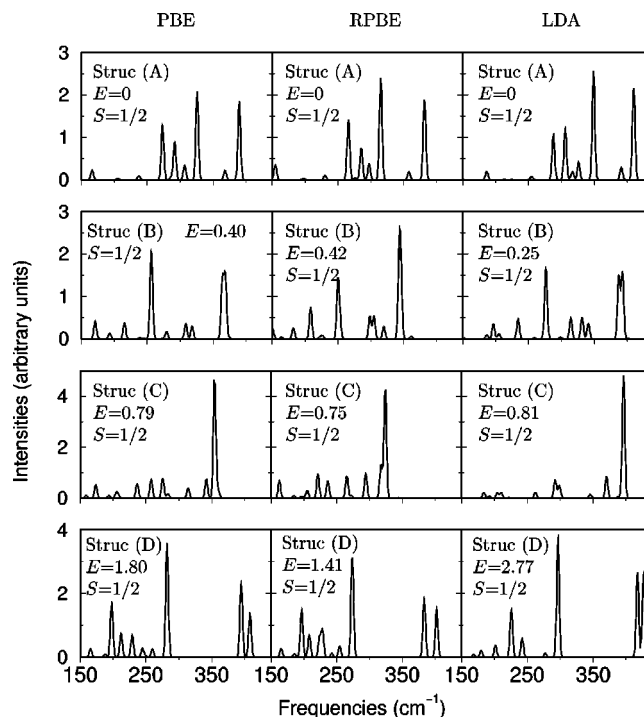 PBE RPBE LDA
3
2
1
0
Struc (A)
E=0
S=1/2
Struc (A)
E=0
S=1/2
Struc (A)
E=0
S=1/2
3
2
1
0
Struc (B) E=0.40
S=1/2
Struc (B)
E=0.42
S=1/2
Struc (B)
E=0.25
S=1/2
4
2
0
Struc (C)
E=0.79
S=1/2
Struc (C)
E=0.75
S=1/2
Struc (C)
E=0.81
S=1/2
4
2
0
Struc (D)
E=1.80
S=1/2
Struc (D)
E=1.41
S=1/2
Struc (D)
E=2.77
S=1/2
150 250 350 150 250 350 150 250 350
Intensities (arbitrary units)
Frequencies (cm⁻¹)